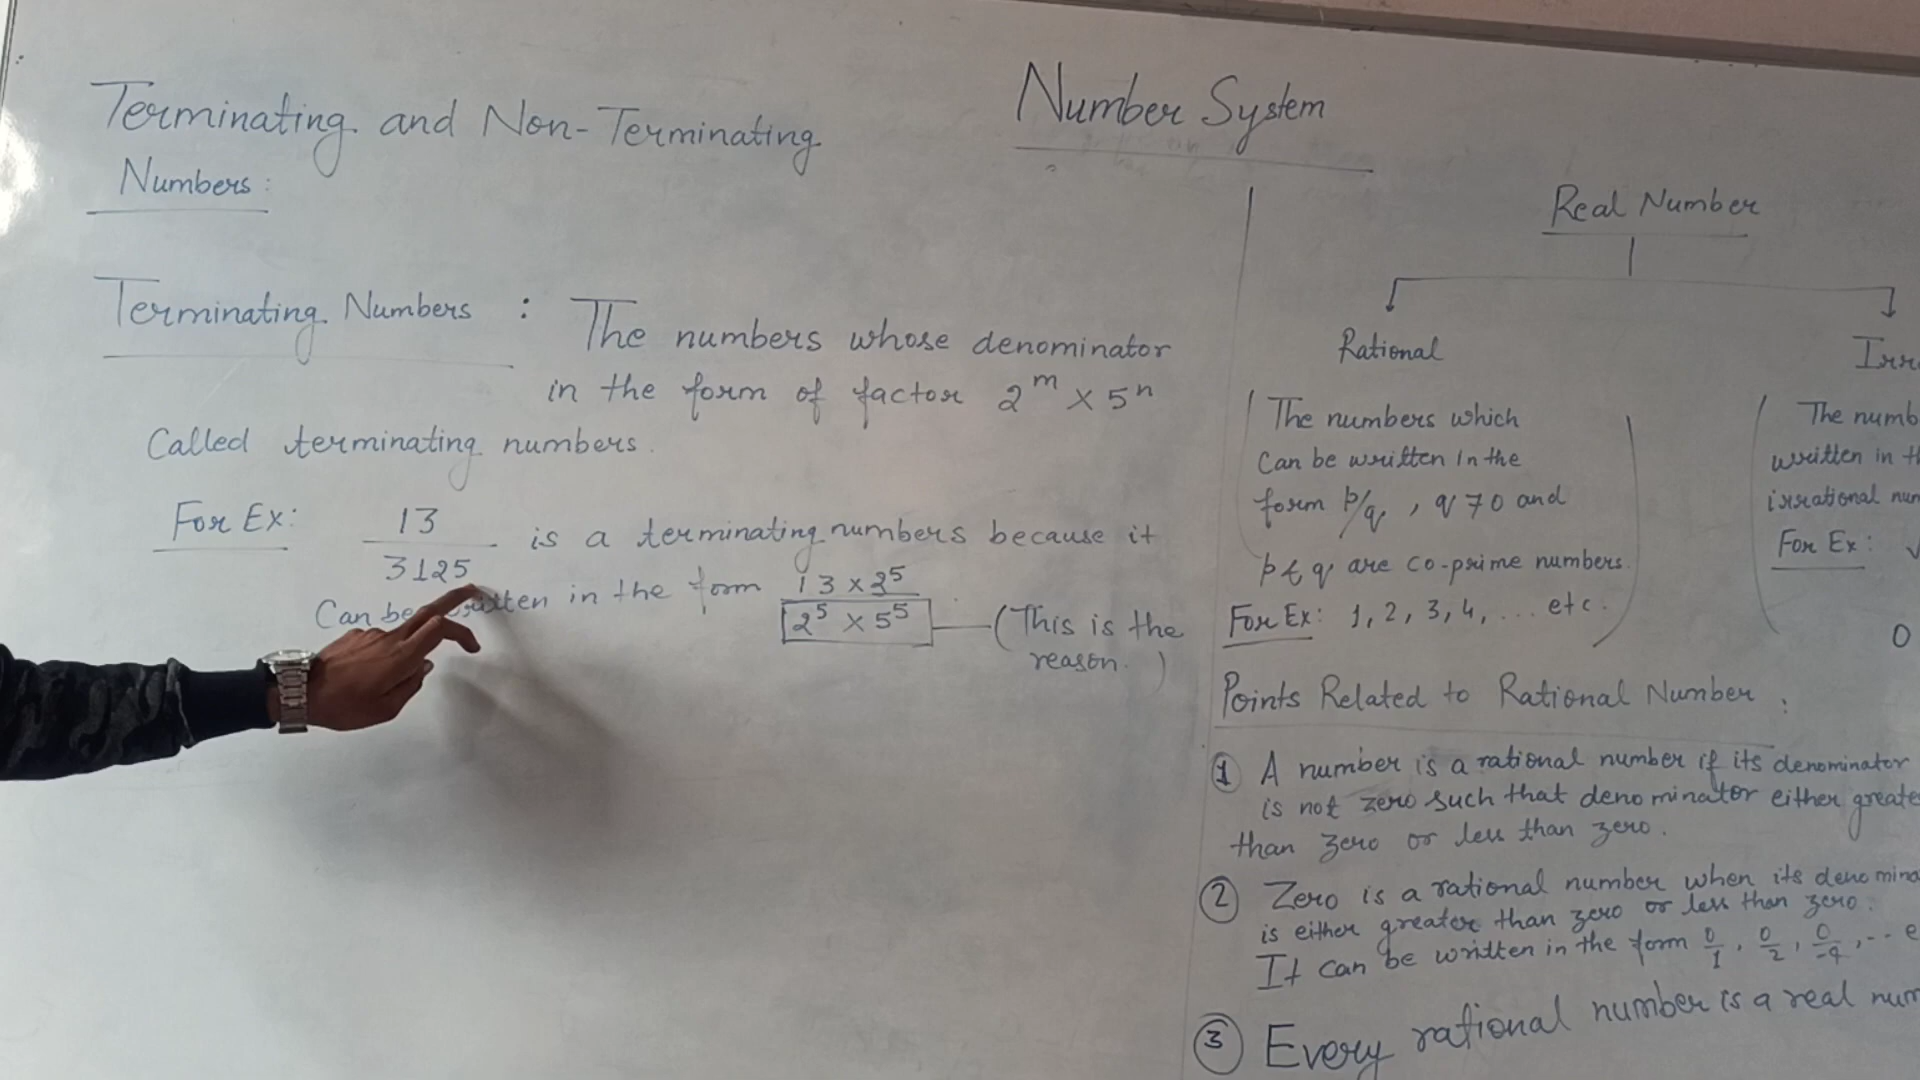 Terminating and Non-Terminating
Numbers:
Terminating Numbers : The numbers whose denominator
in the form of factor 2^m × 5^n
Called terminating numbers.
For Ex: 13/3125 is a terminating numbers because it
Can be written in the form 13 × 2^5 / 2^5 × 5^5 (This is the
reason.)
Number System
Real Number
Rational
The numbers which
Can be written In the
form p/q, q ≠ 0 and
p & q are co-prime numbers.
For Ex: 1, 2, 3, 4, ... etc.
The numb
written in th
irrational num
For Ex: √
0
Points Related to Rational Number :
① A number is a rational number if its denominator
is not zero such that denominator either greate
than zero or less than zero.
② Zero is a rational number when its denomina
is either greater than zero or less than zero.
It can be written in the form 0/1, 0/2, 0/-9, -- e
③ Every rational number is a real num